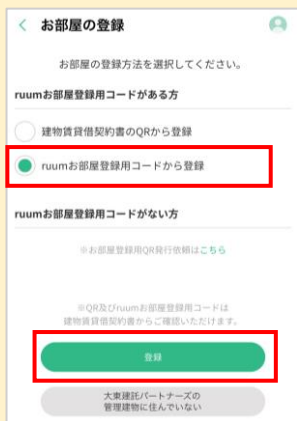 お部屋の登録
お部屋の登録方法を選択してください。
ruumお部屋登録用コードがある方
建物賃貸借契約書のQRから登録
ruumお部屋登録用コードから登録
ruumお部屋登録用コードがない方
※お部屋登録用QR発行依頼はこちら
※QR及びruumお部屋登録用コードは
建物賃貸借契約書からご確認いただけます。
登録
大東建託パートナーズの
管理建物に住んでいない